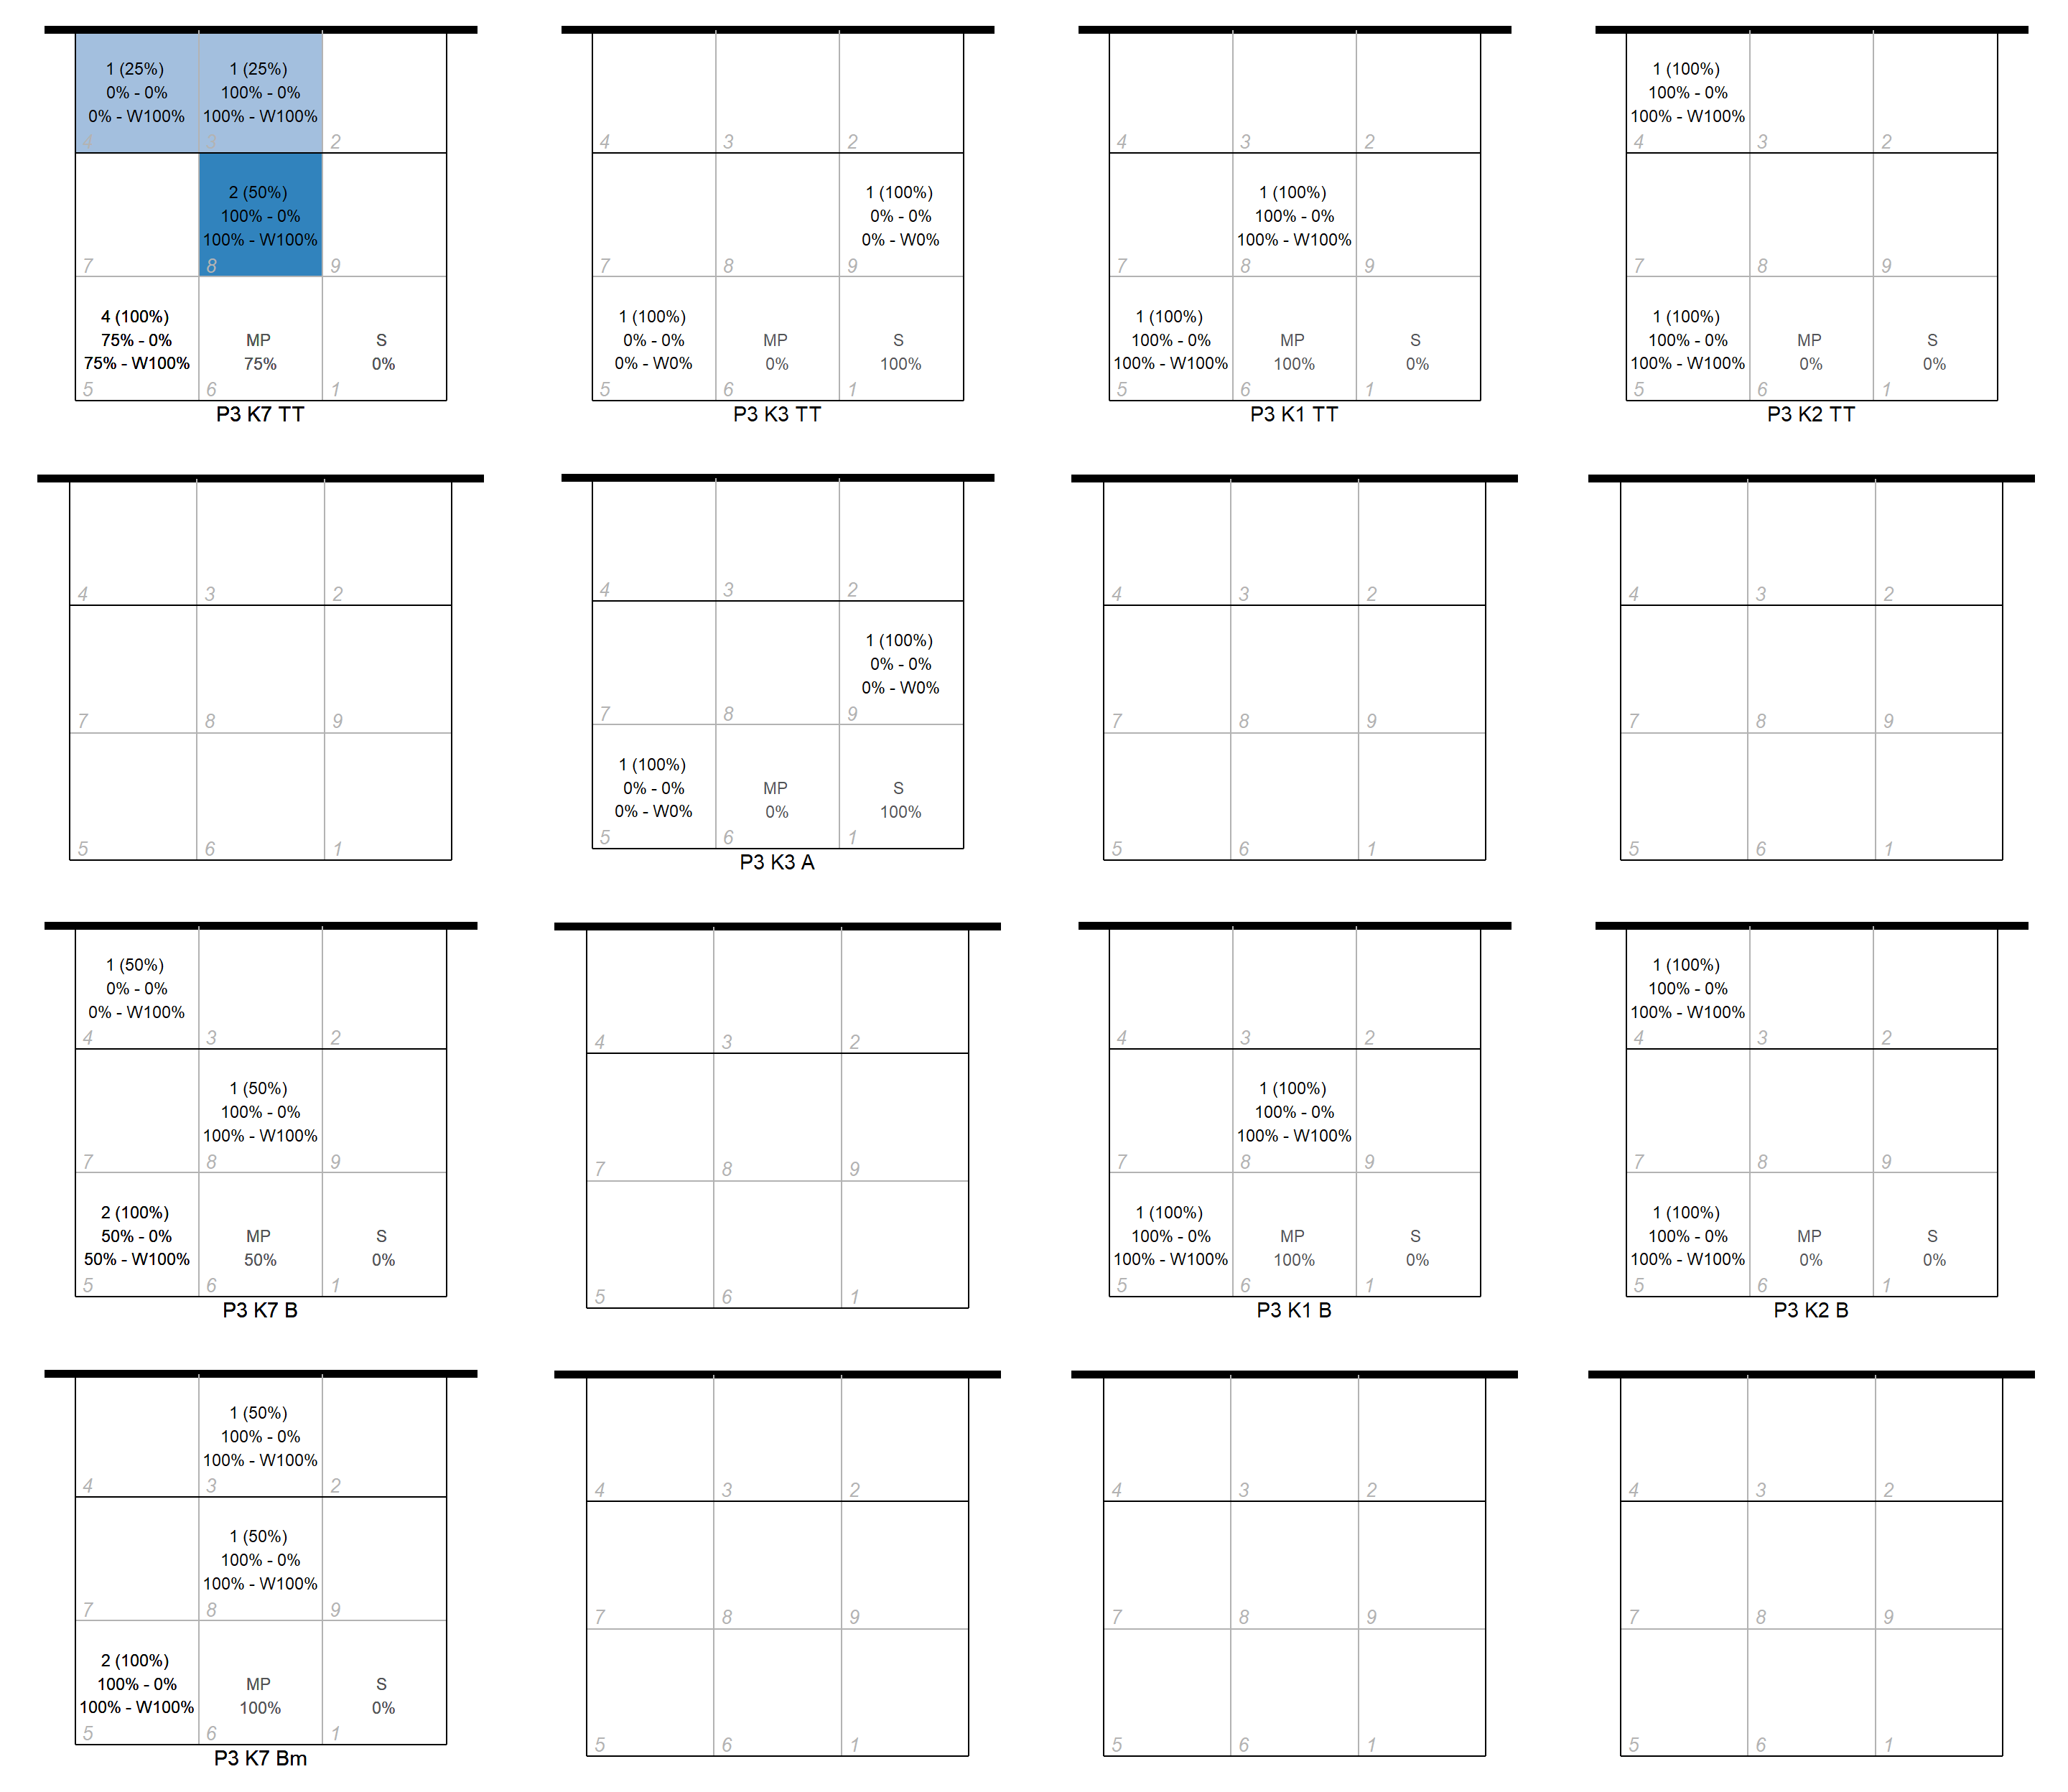 1 (25%)
0% - 0%
0% - W100%
4
1 (25%)
100% - 0%
100% - W100%
3
2
7
2 (50%)
100% - 0%
100% - W100%
8
9
4 (100%)
75% - 0%
75% - W100%
5
MP
75%
6
S
0%
1
P3 K7 TT
4
3
2
7
8
1 (100%)
0% - 0%
0% - W0%
9
1 (100%)
0% - 0%
0% - W0%
5
MP
0%
6
S
100%
1
P3 K3 TT
4
3
2
7
1 (100%)
100% - 0%
100% - W100%
8
9
1 (100%)
100% - 0%
100% - W100%
5
MP
100%
6
S
0%
1
P3 K1 TT
1 (100%)
100% - 0%
100% - W100%
4
3
2
7
8
9
1 (100%)
100% - 0%
100% - W100%
5
MP
0%
6
S
0%
1
P3 K2 TT
4
3
2
7
8
9
5
6
1
4
3
2
7
8
1 (100%)
0% - 0%
0% - W0%
9
1 (100%)
0% - 0%
0% - W0%
5
MP
0%
6
S
100%
1
P3 K3 A
4
3
2
7
8
9
5
6
1
4
3
2
7
8
9
5
6
1
1 (50%)
0% - 0%
0% - W100%
4
3
2
7
1 (50%)
100% - 0%
100% - W100%
8
9
2 (100%)
50% - 0%
50% - W100%
5
MP
50%
6
S
0%
1
P3 K7 B
4
3
2
7
8
9
5
6
1
4
3
2
7
1 (100%)
100% - 0%
100% - W100%
8
9
1 (100%)
100% - 0%
100% - W100%
5
MP
100%
6
S
0%
1
P3 K1 B
1 (100%)
100% - 0%
100% - W100%
4
3
2
7
8
9
1 (100%)
100% - 0%
100% - W100%
5
MP
0%
6
S
0%
1
P3 K2 B
4
1 (50%)
100% - 0%
100% - W100%
3
2
7
1 (50%)
100% - 0%
100% - W100%
8
9
2 (100%)
100% - 0%
100% - W100%
5
MP
100%
6
S
0%
1
P3 K7 Bm
4
3
2
7
8
9
5
6
1
4
3
2
7
8
9
5
6
1
4
3
2
7
8
9
5
6
1